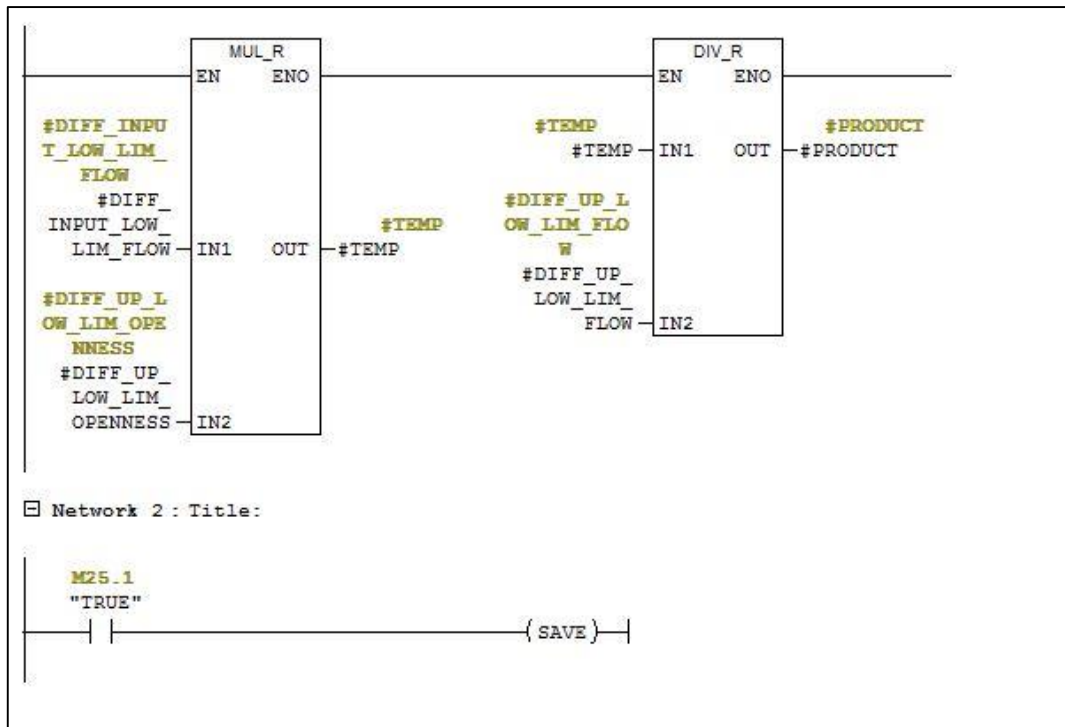 MUL_R
EN ENO
#DIFF_INPU
T_LOW_LIM_
FLOW
#DIFF_
INPUT_LOW_
LIM_FLOW
IN1
OUT
#TEMP
#TEMP
#DIFF_UP_L
OW_LIM_OPE
NNESS
#DIFF_UP_
LOW_LIM_
OPENNESS
IN2
DIV_R
EN ENO
#TEMP
#TEMP
IN1
OUT
#PRODUCT
#PRODUCT
#DIFF_UP_L
OW_LIM_FLO
W
#DIFF_UP_
LOW_LIM_
FLOW
IN2
Network 2 : Title:
M25.1
"TRUE"
SAVE